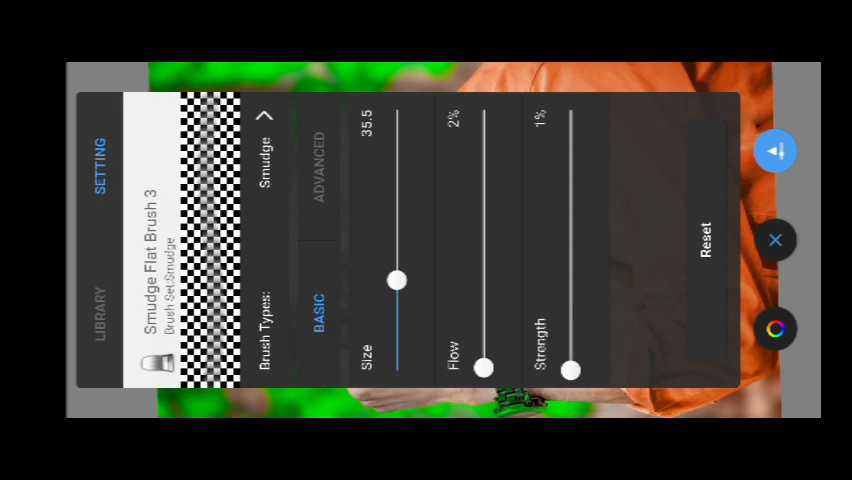 LIBRARY
SETTING
Smudge Flat Brush 3
Brush Set:Smudge
Brush Types:
Smudge
BASIC
ADVANCED
Size
35.5
Flow
2%
Strength
1%
Reset